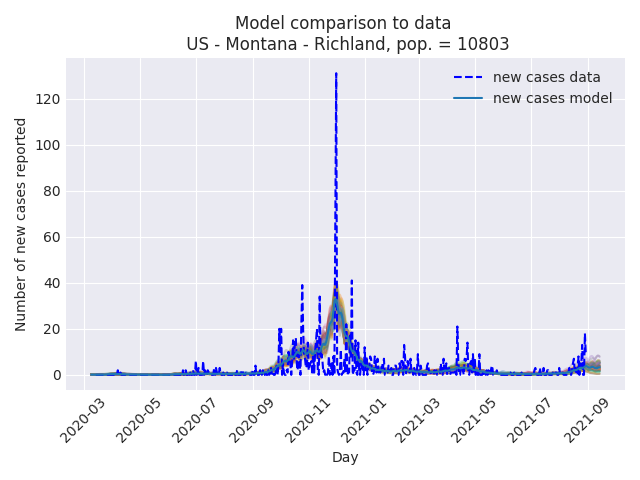 Model comparison to data
US - Montana - Richland, pop. = 10803
new cases data
new cases model
Number of new cases reported
120
100
80
60
40
20
0
2020-03
2020-05
2020-07
2020-09
2020-11
2021-01
2021-03
2021-05
2021-07
2021-09
Day